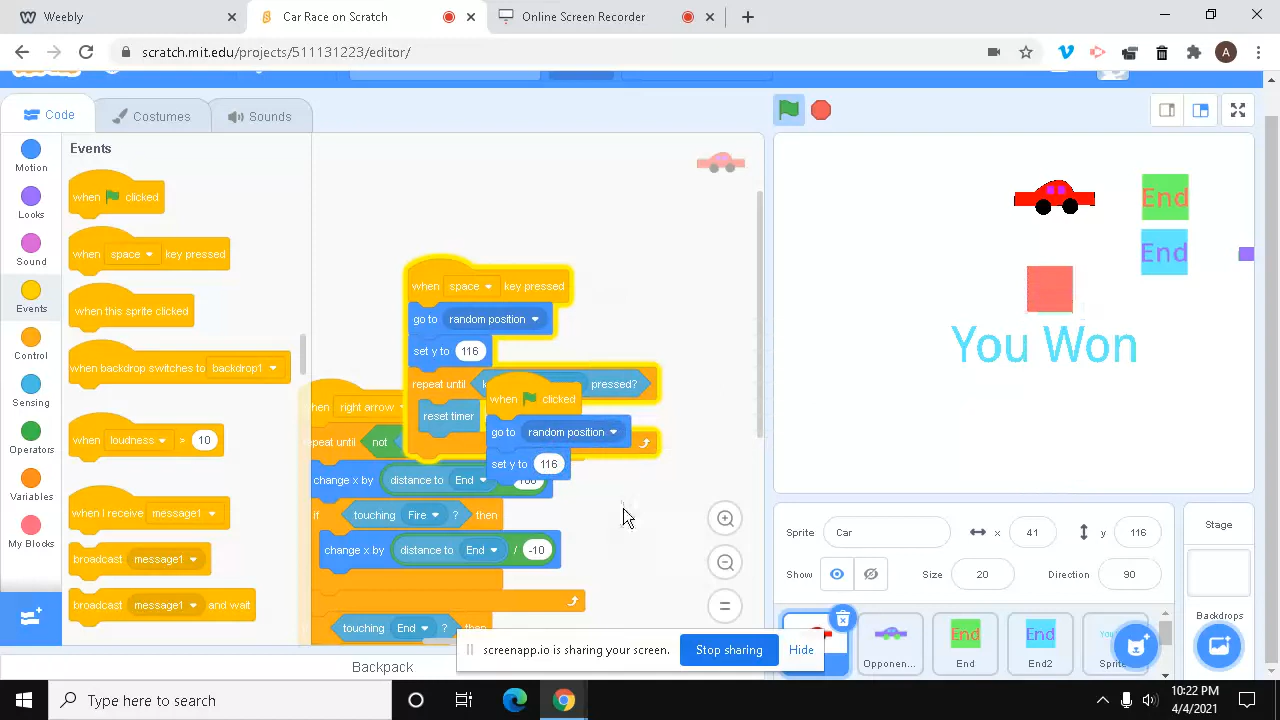 Weebly
Car Race on Scratch
Online Screen Recorder
scratch.mit.edu/projects/511131223/editor/
A
Code
Costumes
Sounds
Motion
Looks
Sound
Events
Control
Sensing
Operators
Variables
My Blocks
Events
when clicked
when space key pressed
when this sprite clicked
when backdrop switches to backdrop1
when loudness > 10
when I receive message1
broadcast message1
broadcast message1 and wait
when space key pressed
go to random position
set y to 116
repeat until pressed?
reset timer
when clicked
go to random position
set y to 116
right arrow
not
change x by distance to End
if touching Fire ? then
change x by distance to End / -10
touching End ?
End
End
You Won
Sprite Car x 41 y 116
Show Size 20 Direction 90
Stage
Backdrops
Opponen...
End
End
End
End2
Sprite
Backpack
screenapp.io is sharing your screen.
Stop sharing
Hide
Type here to search
10:22 PM
4/4/2021